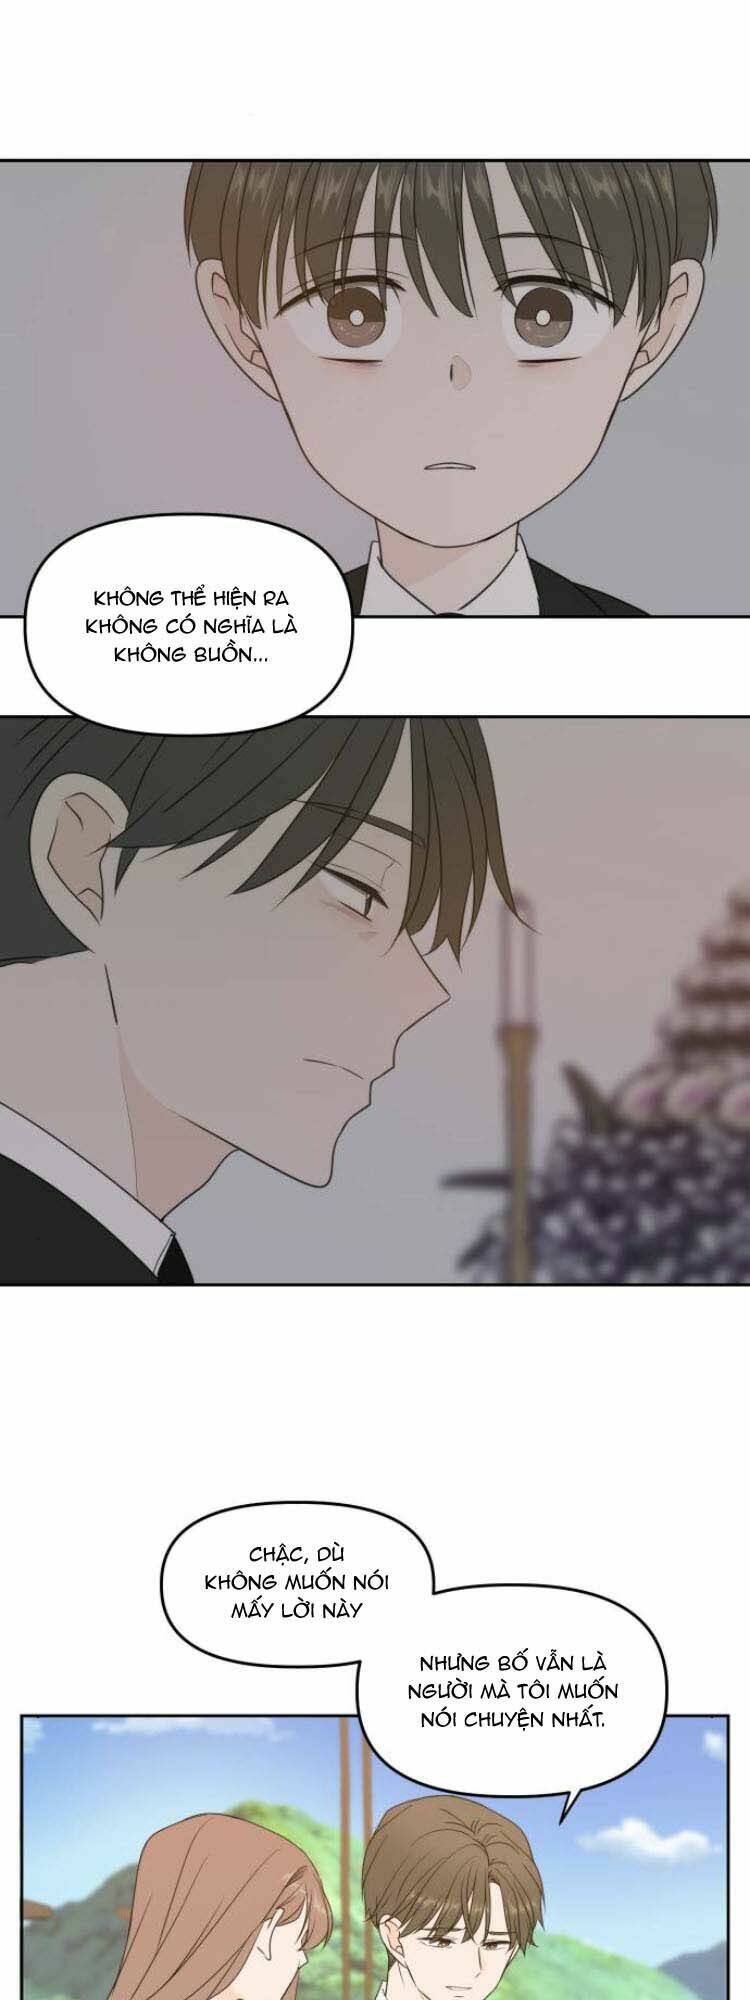 KHÔNG THỂ HIỆN RA
KHÔNG CÓ NGHĨA LÀ
KHÔNG BUỒN...
CHẬC, DÙ
KHÔNG MUỐN NÓI
MẤY LỜI NÀY
NHƯNG BỐ VẪN LÀ
NGƯỜI MÀ TÔI MUỐN
NÓI CHUYỆN NHẤT.